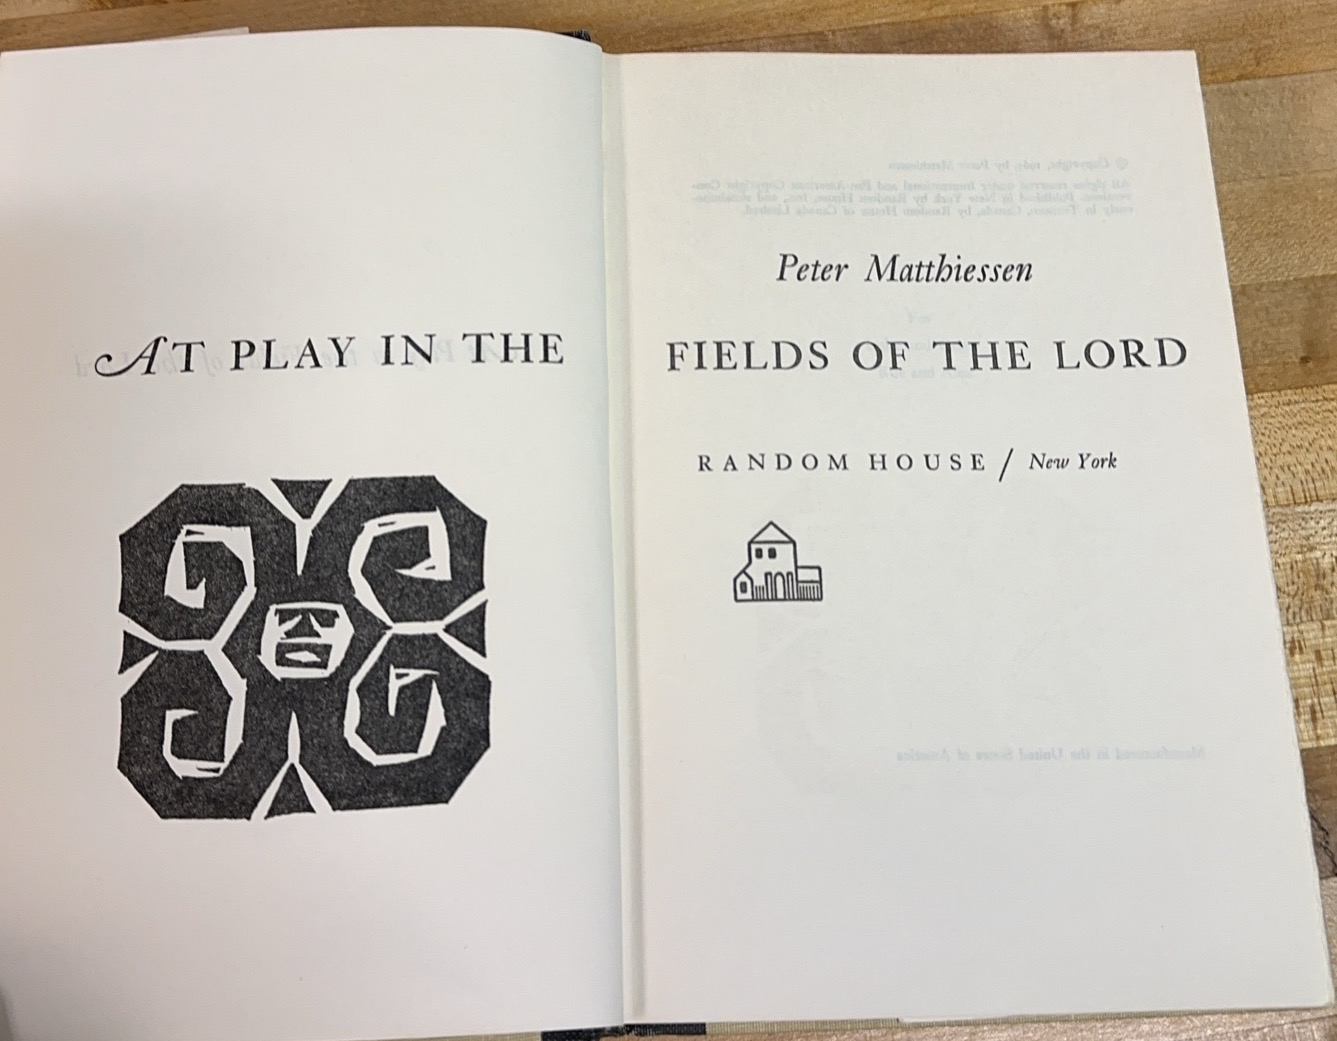 AT PLAY IN THE
Peter Matthiessen
FIELDS OF THE LORD
RANDOM HOUSE / New York